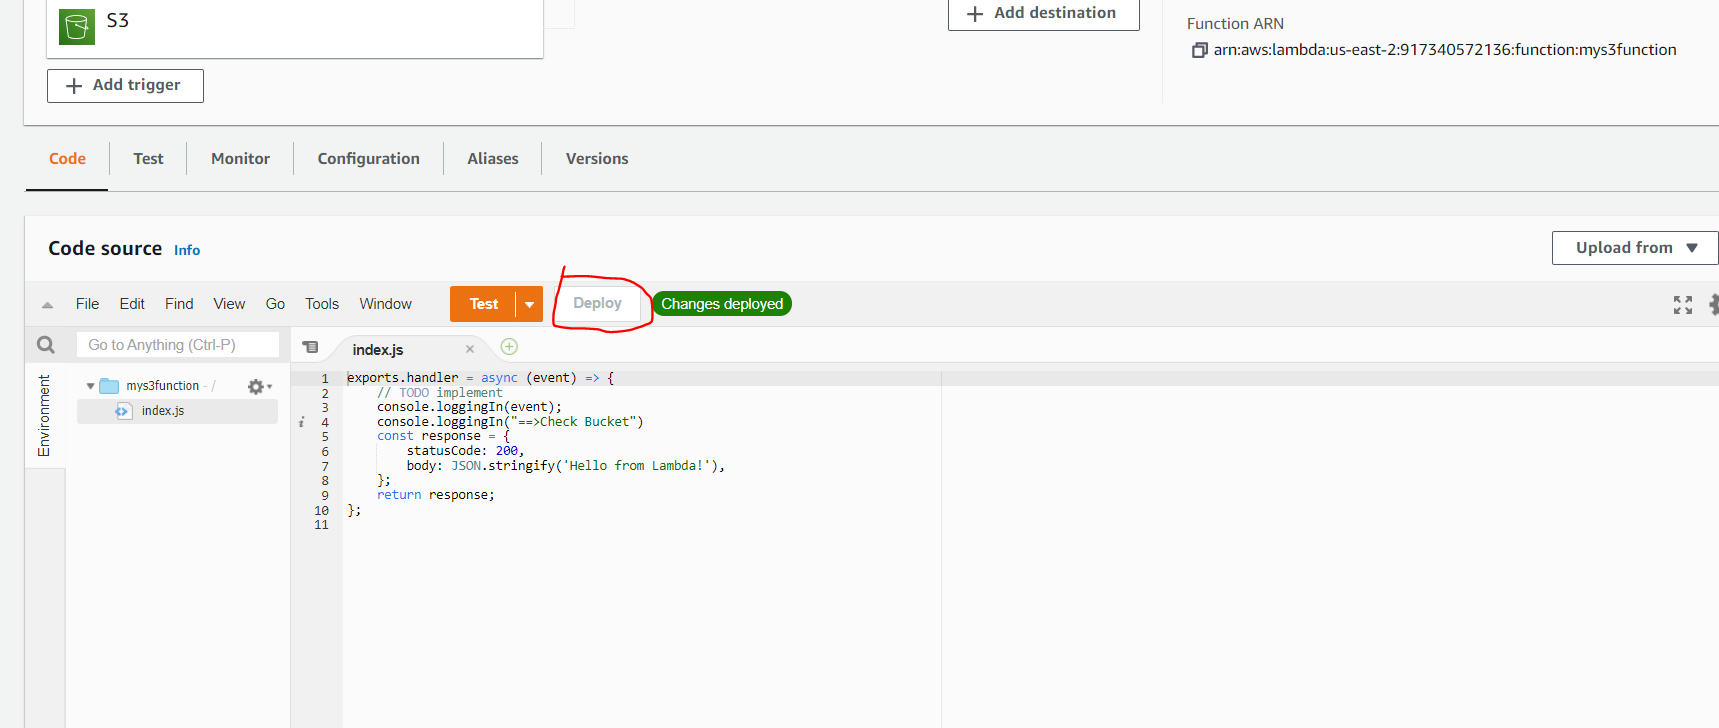 S3
+ Add destination
Function ARN
arn:aws:lambda:us-east-2:917340572136:function:mys3function
+ Add trigger
Code Test Monitor Configuration Aliases Versions
Code source Info
Upload from
File Edit Find View Go Tools Window Test Deploy Changes deployed
Go to Anything (Ctrl-P)
index.js
Environment
mys3function - /
index.js
1 exports.handler = async (event) => {
2     // TODO implement
3     console.loggingIn(event);
i 4     console.loggingIn("==>Check Bucket")
5     const response = {
6         statusCode: 200,
7         body: JSON.stringify('Hello from Lambda!'),
8     };
9     return response;
10 };
11